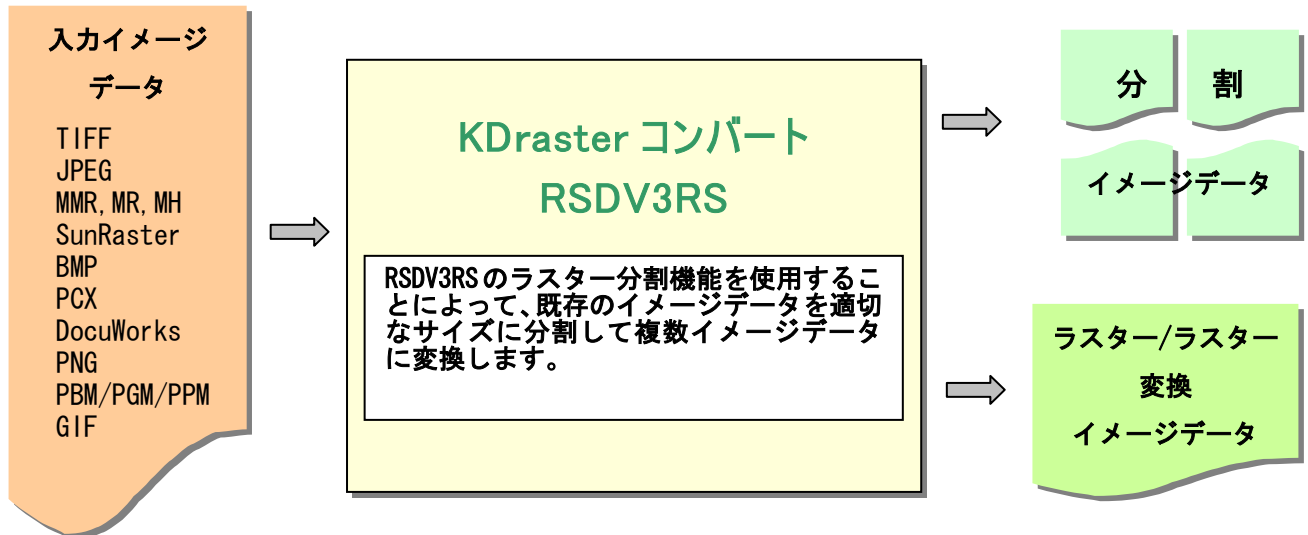 入力イメージ
データ
TIFF
JPEG
MMR, MR, MH
SunRaster
BMP
PCX
DocuWorks
PNG
PBM/PGM/PPM
GIF
KDraster コンバート
RSDV3RS
RSDV3RSのラスター分割機能を使用するこ
とによって、既存のイメージデータを適切
なサイズに分割して複数イメージデータ
に変換します。
分 割
イメージデータ
ラスター/ラスター
変換
イメージデータ